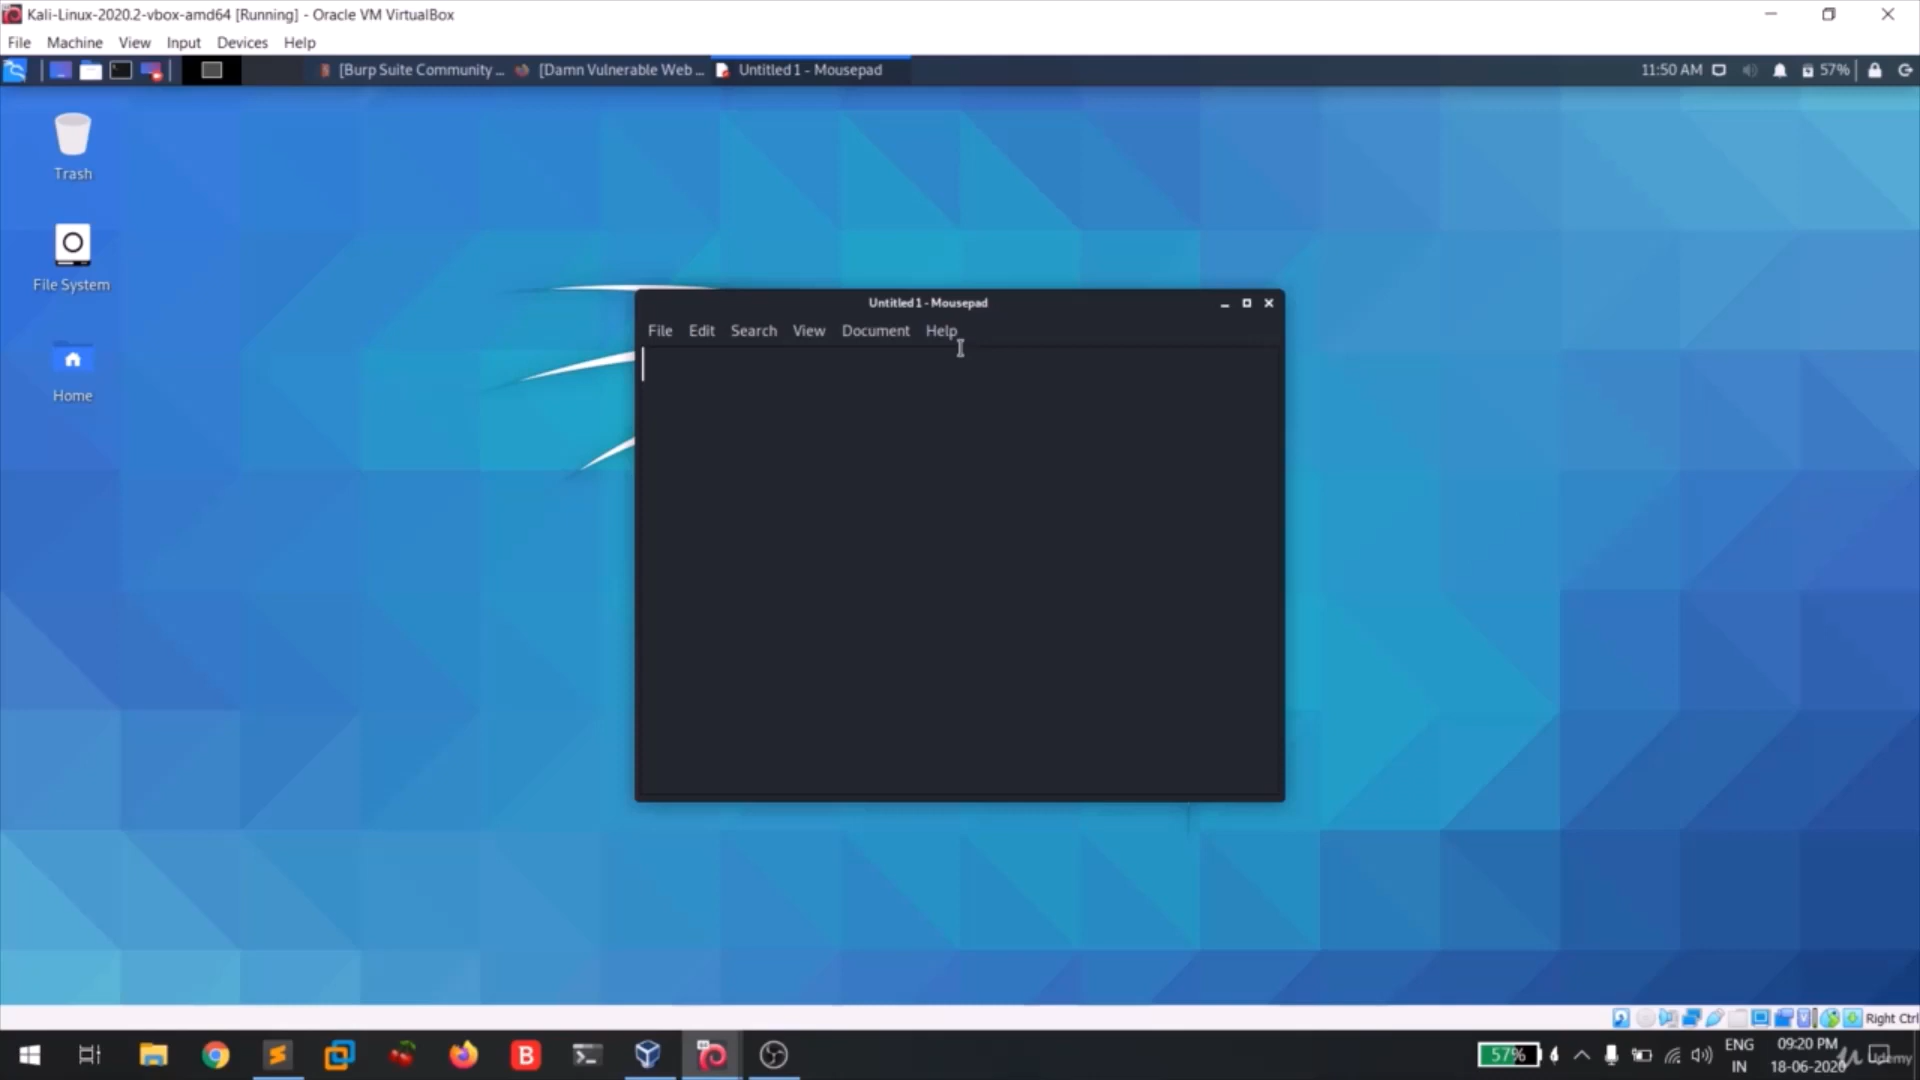 Kali-Linux-2020.2-vbox-amd64 [Running] - Oracle VM VirtualBox
File Machine View Input Devices Help
[Burp Suite Community ... [Damn Vulnerable Web ... Untitled 1 - Mousepad 11:50 AM 57%
Trash
File System
Home
Untitled 1 - Mousepad
File Edit Search View Document Help
Right Ctrl
B 57% ENG 09:20 PM
IN 18-06-2020
Udemy